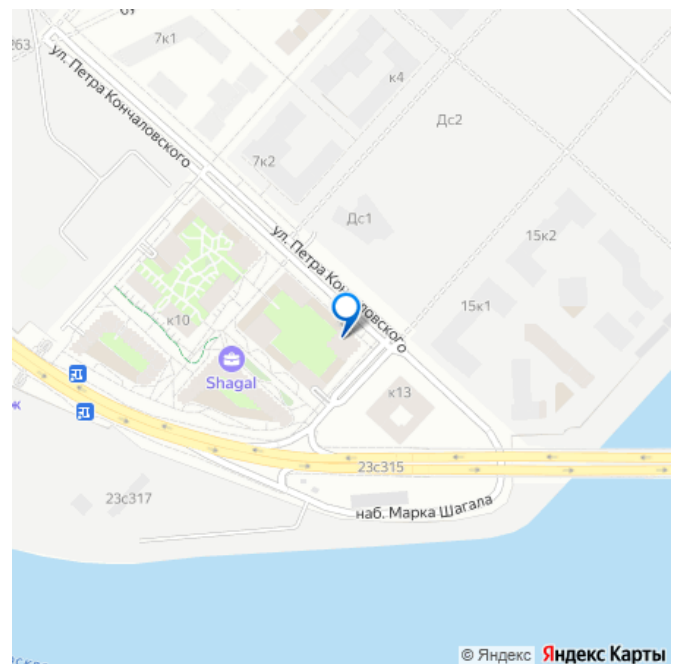 7к1
263
ул. Петра Кончаловского
к4
Дс2
7к2
Дс1
ул. Петра Кончаловского
15к2
15к1
к10
Shagal
ж
к13
23с315
23с317
наб. Марка Шагала
© Яндекс Яндекс Карты